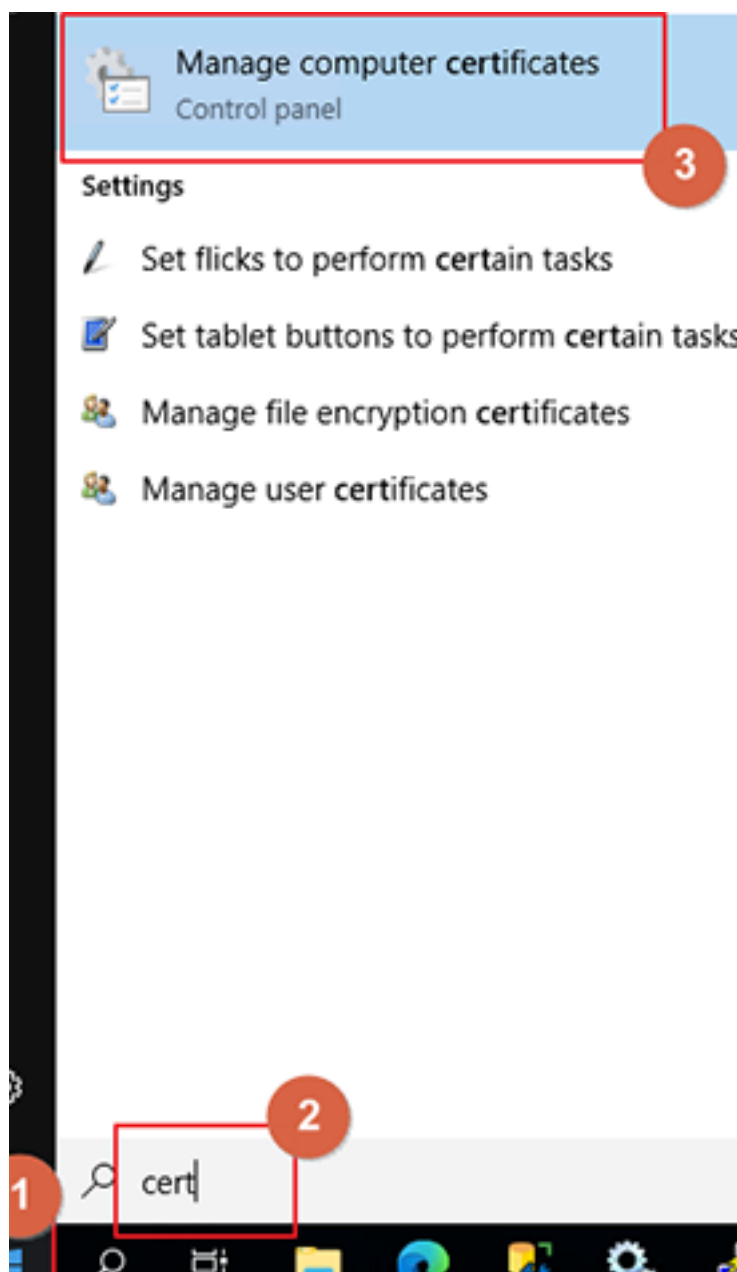 Manage computer certificates
Control panel
3
Settings
Set flicks to perform certain tasks
Set tablet buttons to perform certain tasks
Manage file encryption certificates
Manage user certificates
2
1
cert